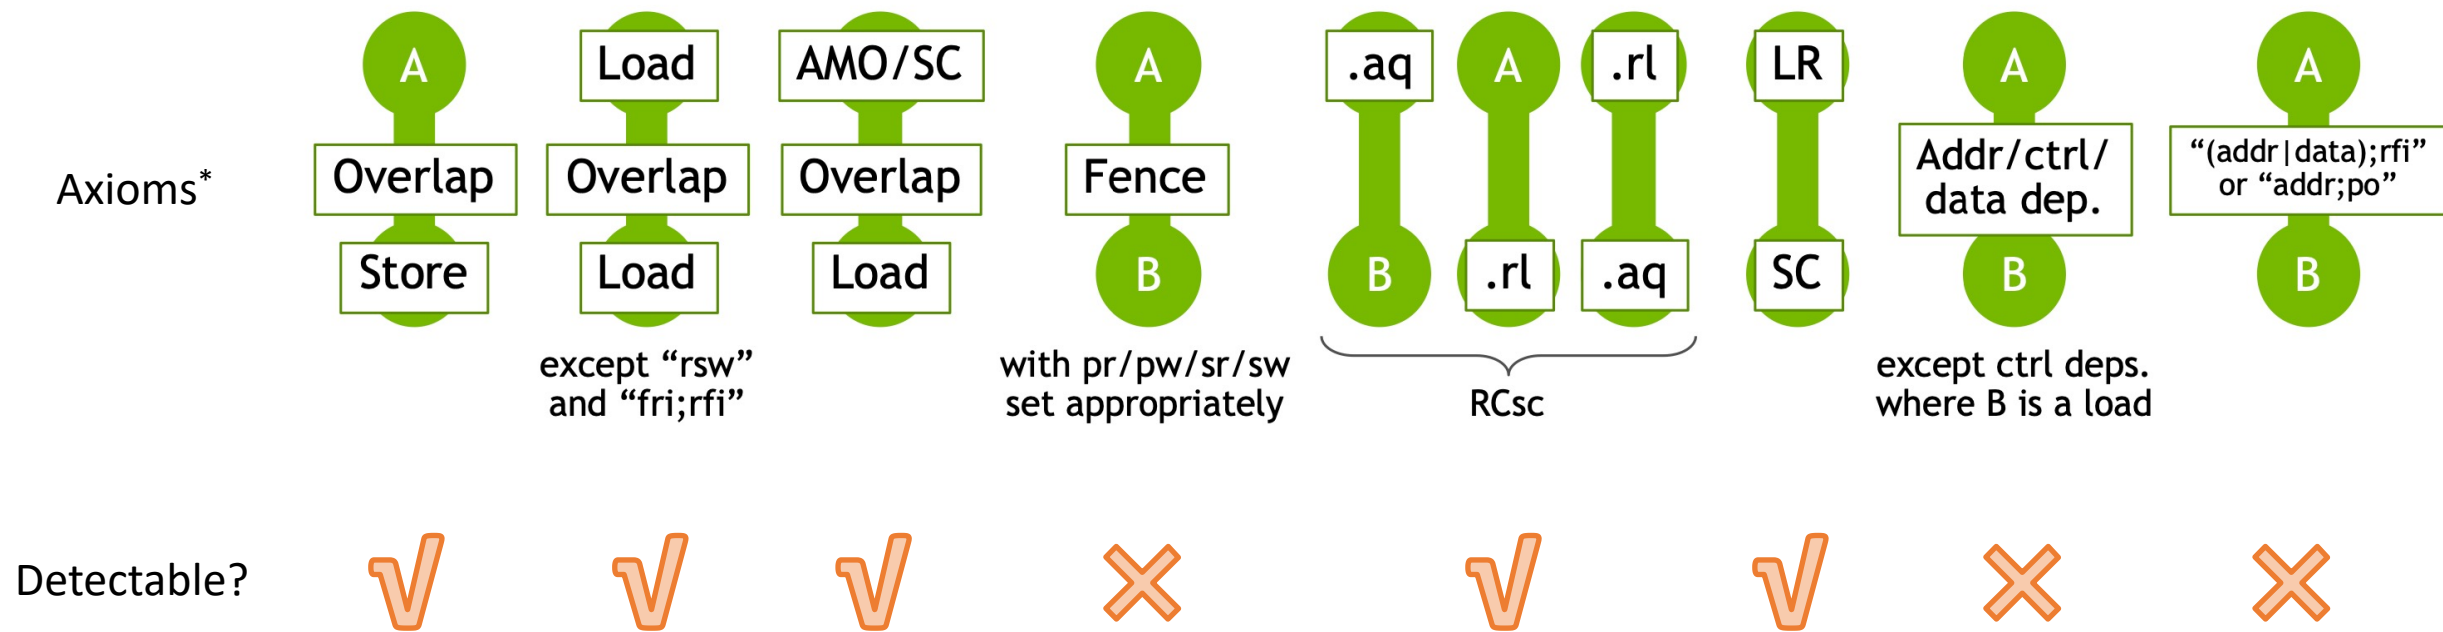 Axioms*
A
Overlap
Store
Load
Overlap
Load
except “rsw”
and “fri;rfi”
AMO/SC
Overlap
Load
A
Fence
B
with pr/pw/sr/sw
set appropriately
.aq
B
A
.rl
.rl
.aq
RCsc
LR
SC
A
Addr/ctrl/
data dep.
B
except ctrl deps.
where B is a load
A
“(addr|data);rfi”
or “addr;po”
B
Detectable?